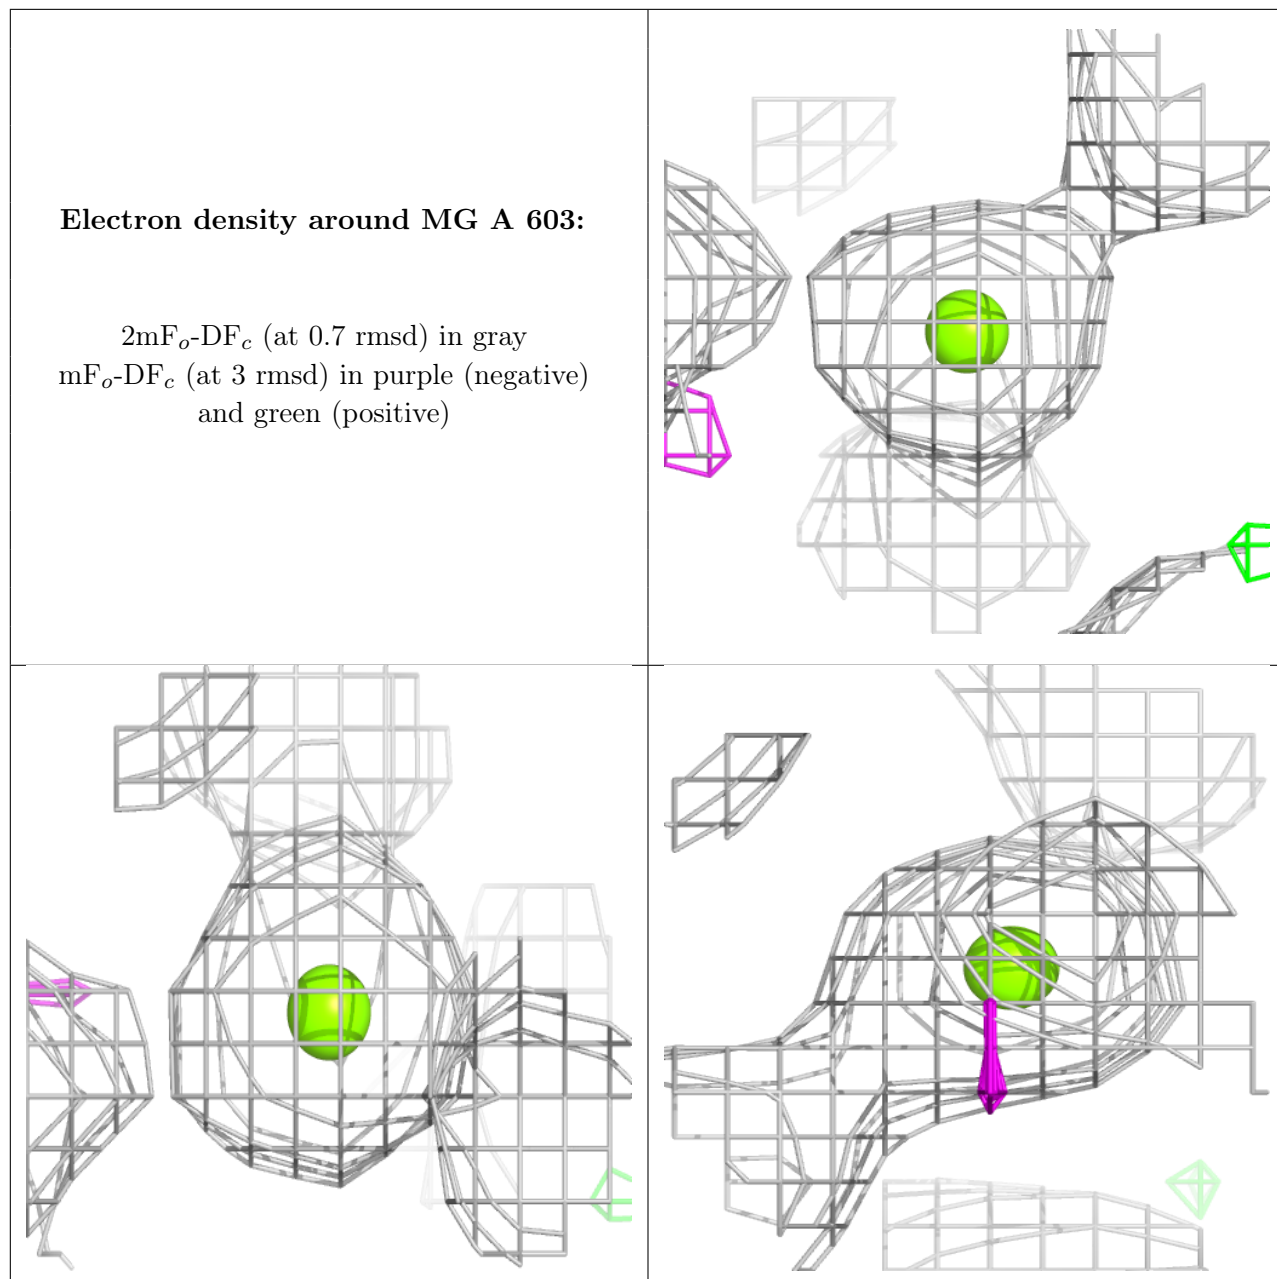 Electron density around MG A 603:
2mFo-DFc (at 0.7 rmsd) in gray
mFo-DFc (at 3 rmsd) in purple (negative)
and green (positive)